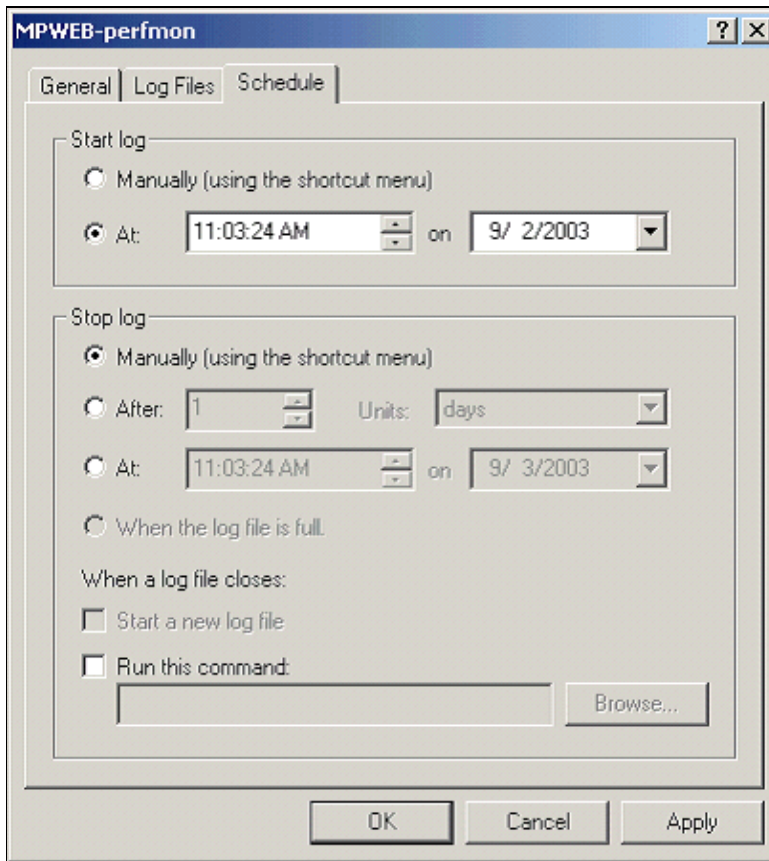 MPWEB-perfmon
General Log Files Schedule
Start log
Manually (using the shortcut menu)
At: 11:03:24 AM on 9/ 2/2003
Stop log
Manually (using the shortcut menu)
After: 1 Units: days
At: 11:03:24 AM on 9/ 3/2003
When the log file is full.
When a log file closes:
Start a new log file
Run this command:
Browse...
OK Cancel Apply